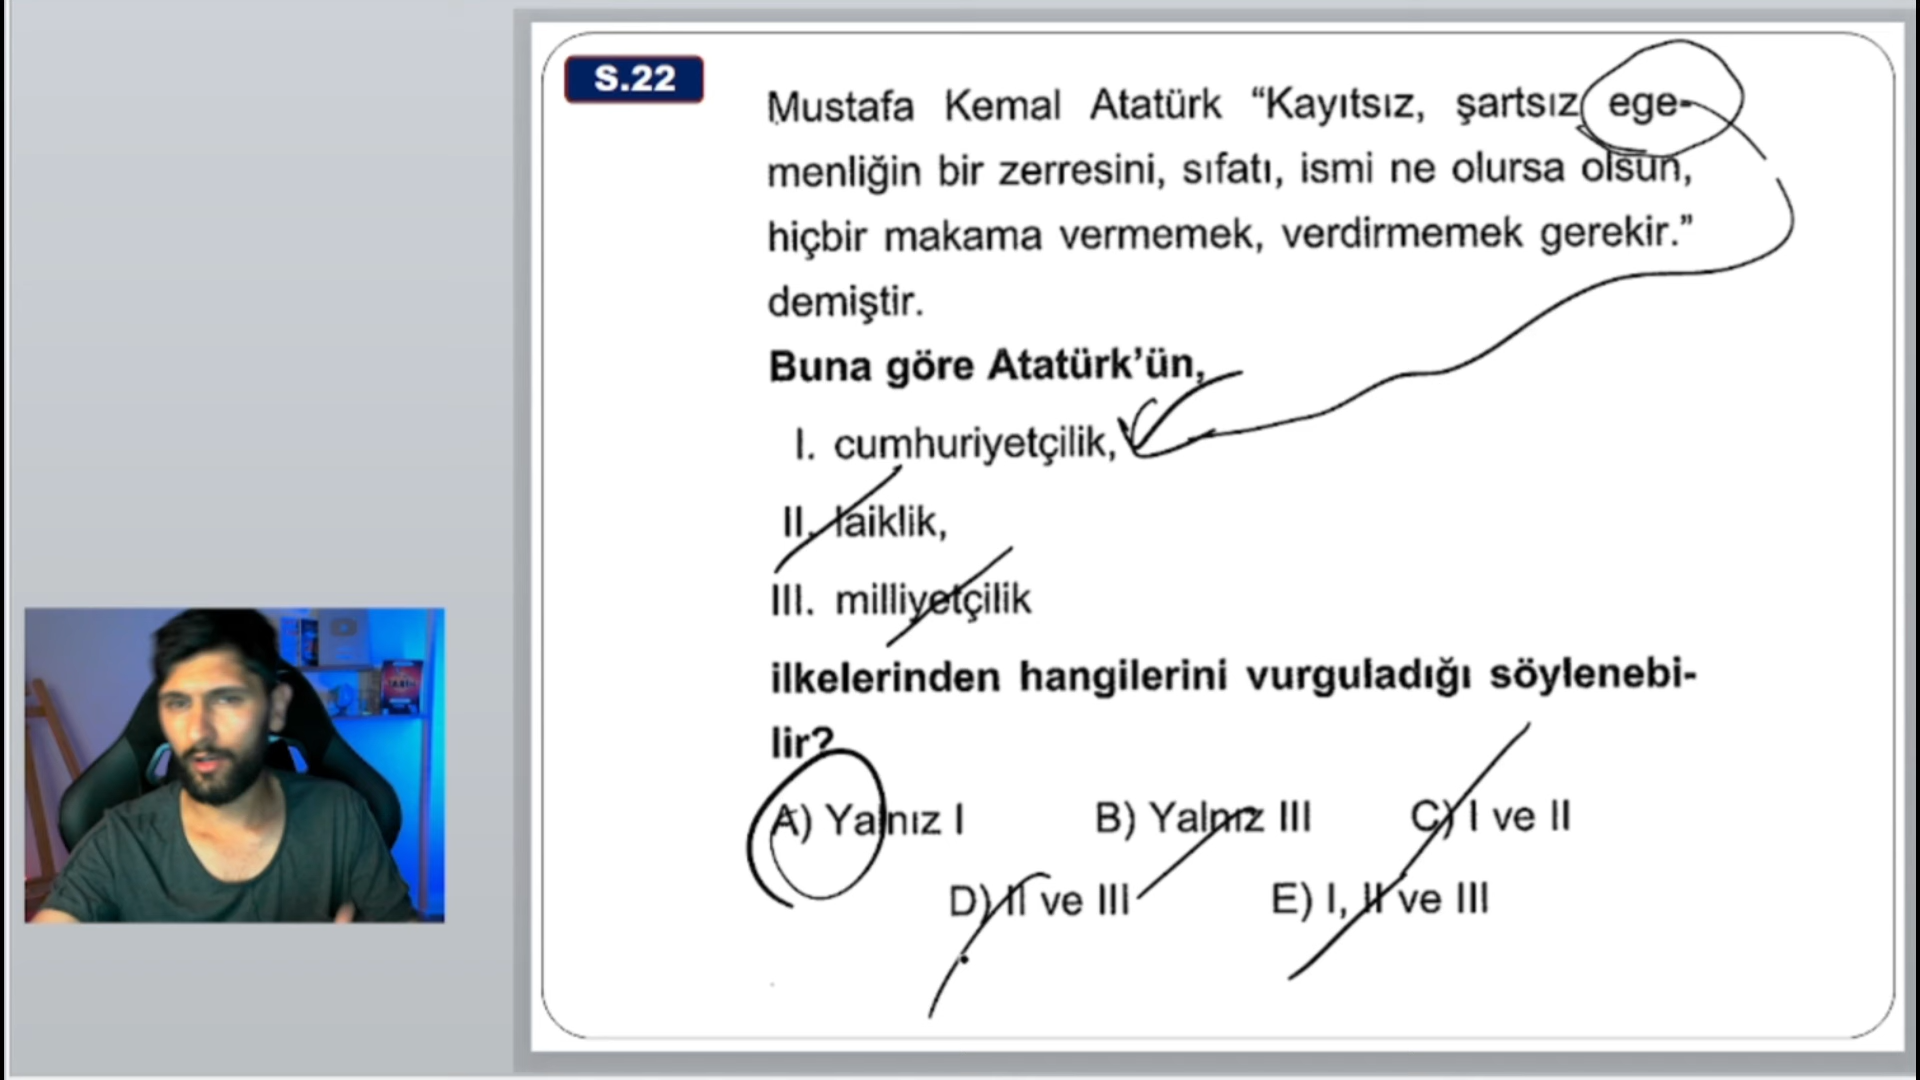 S.22
Mustafa Kemal Atatürk “Kayıtsız, şartsız ege-
menliğin bir zerresini, sıfatı, ismi ne olursa olsun,
hiçbir makama vermemek, verdirmemek gerekir.”
demiştir.
Buna göre Atatürk’ün,
I. cumhuriyetçilik,
II. laiklik,
III. milliyetçilik
ilkelerinden hangilerini vurguladığı söylenebi-
lir?
A) Yalnız I B) Yalnız III C) I ve II
D) II ve III E) I, II ve III